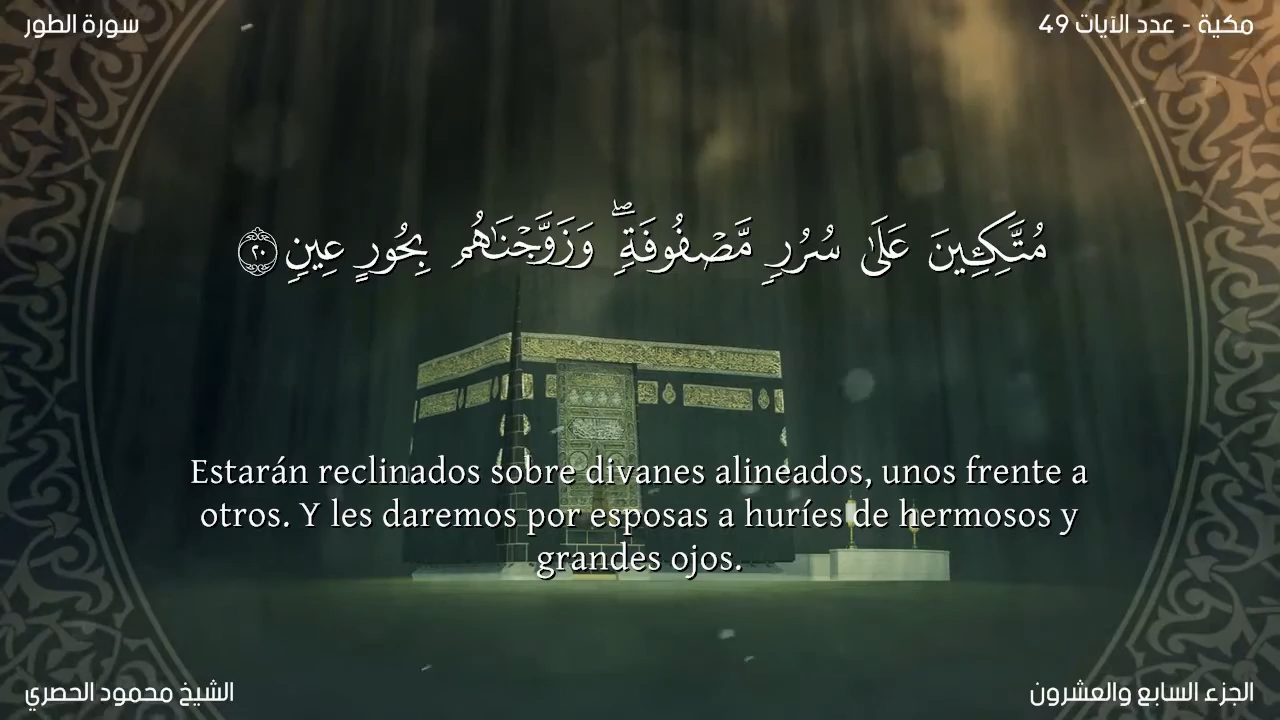 سورة الطور
مكية - عدد الآيات 49
مُتَّكِـِٔينَ عَلَىٰ سُرُرٍ مَّصْفُوفَةٍ ۖ وَزَوَّجْنَـٰهُم بِحُورٍ عِينٍ ٢٠
Estarán reclinados sobre divanes alineados, unos frente a
otros. Y les daremos por esposas a huríes de hermosos y
grandes ojos.
الشيخ محمود الحصري
الجزء السابع والعشرون